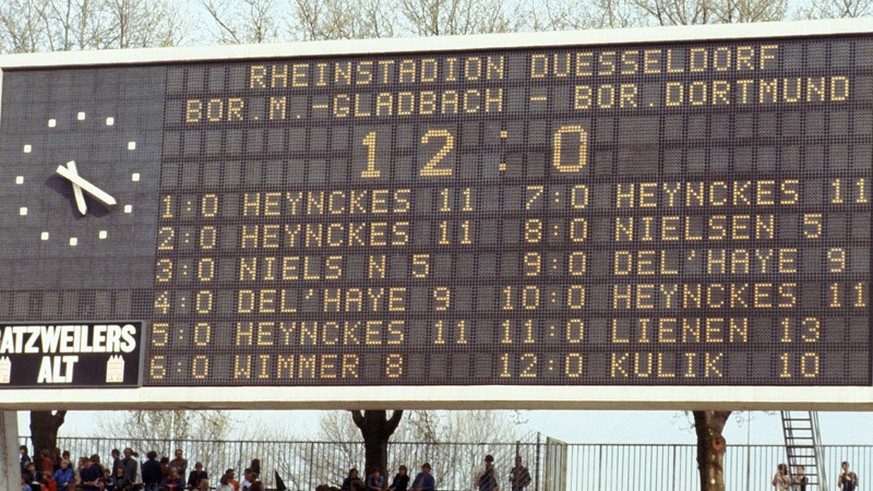 RHEINSTADION DUESSELDORF
BOR.M.-GLADBACH - BOR.DORTMUND
12:0
1:0 HEYNCKES 11 7:0 HEYNCKES 11
2:0 HEYNCKES 11 8:0 NIELSEN 5
3:0 NIELS N 5 9:0 DEL'HAYE 9
4:0 DEL'HAYE 9 10:0 HEYNCKES 11
5:0 HEYNCKES 11 11:0 LIENEN 13
6:0 WIMMER 8 12:0 KULIK 10
ATZWEILERS
ALT